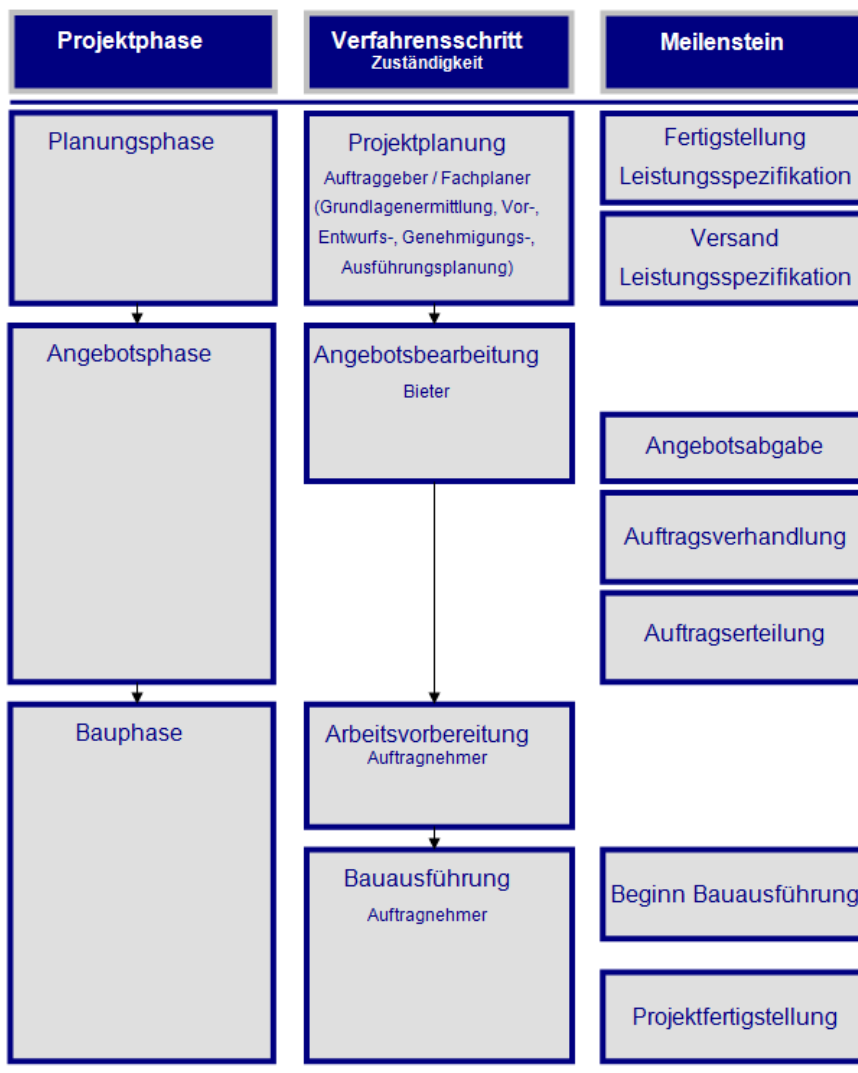 Projektphase
Verfahrensschritt
Zuständigkeit
Meilenstein
Planungsphase
Projektplanung
Auftraggeber / Fachplaner
(Grundlagenermittlung, Vor-,
Entwurfs-, Genehmigungs-,
Ausführungsplanung)
Fertigstellung
Leistungsspezifikation
Versand
Leistungsspezifikation
Angebotsphase
Angebotsbearbeitung
Bieter
Angebotsabgabe
Auftragsverhandlung
Auftragserteilung
Bauphase
Arbeitsvorbereitung
Auftragnehmer
Bauausführung
Auftragnehmer
Beginn Bauausführung
Projektfertigstellung